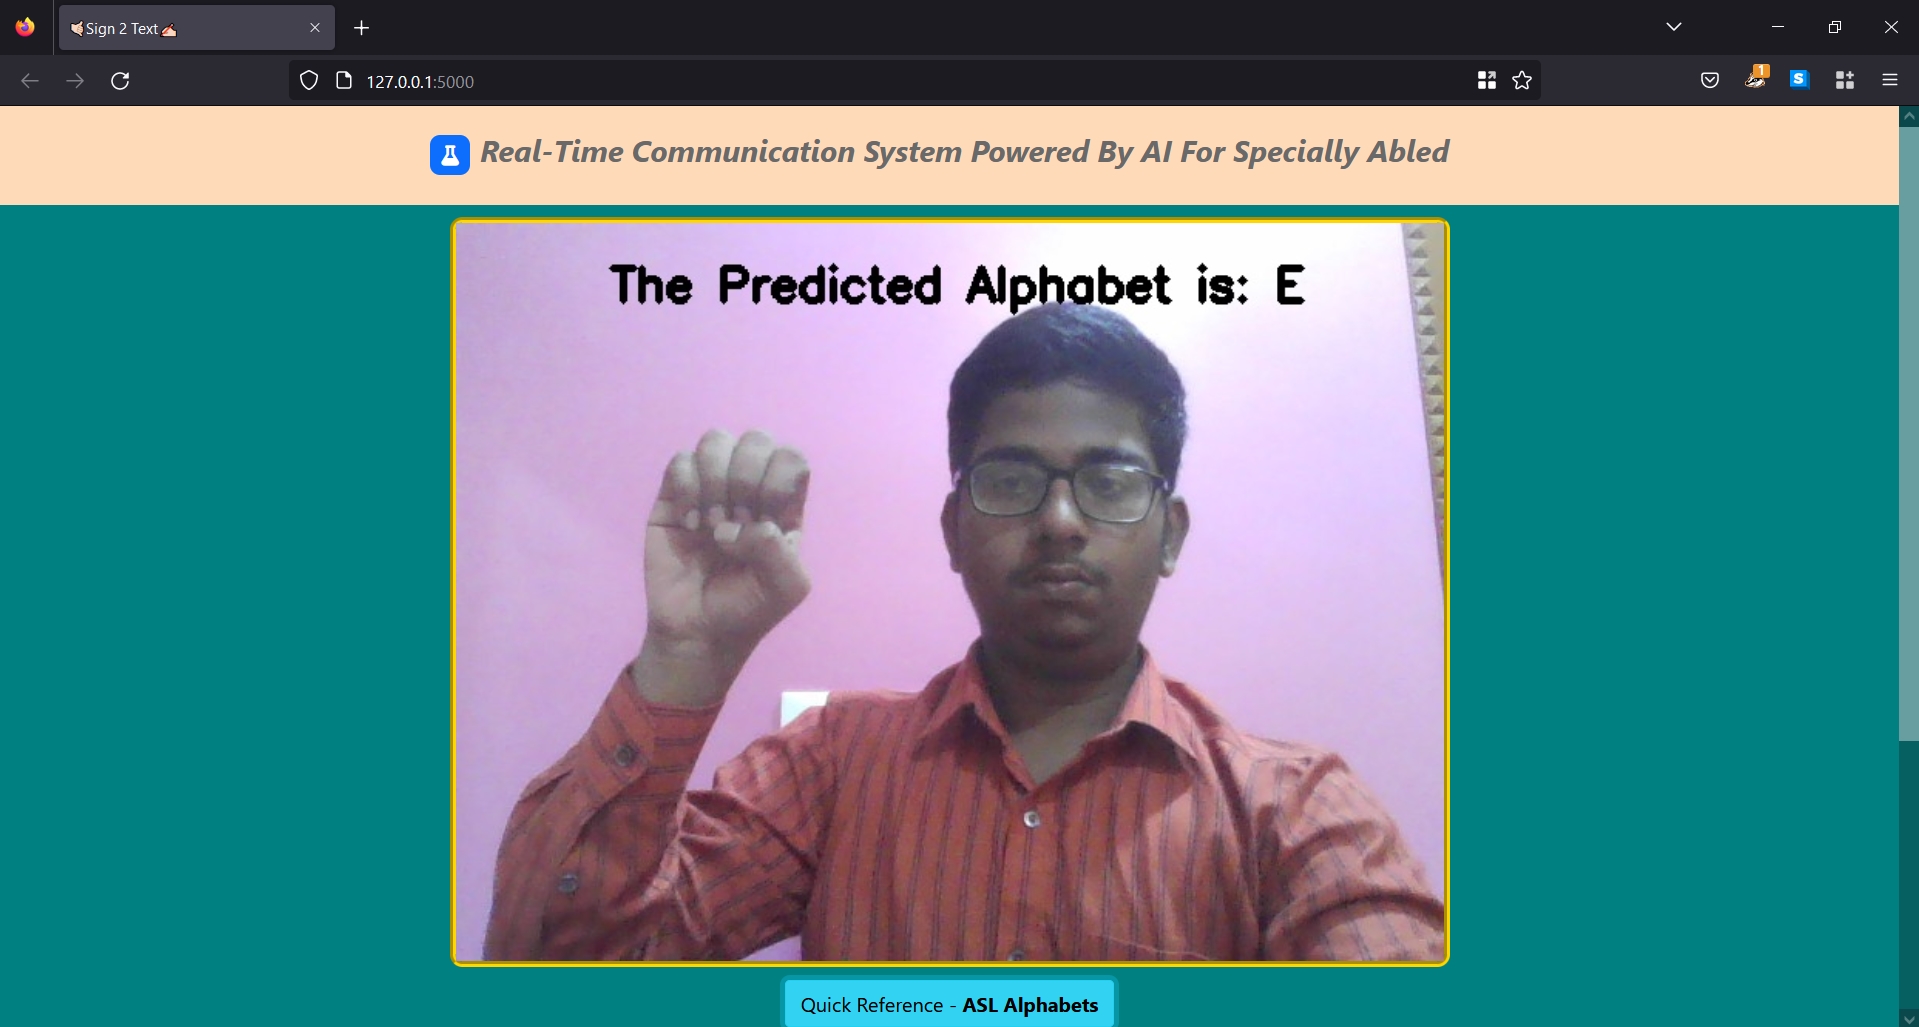 Sign 2 Text
127.0.0.1:5000
1
S
Real-Time Communication System Powered By AI For Specially Abled
The Predicted Alphabet is: E
Quick Reference - ASL Alphabets